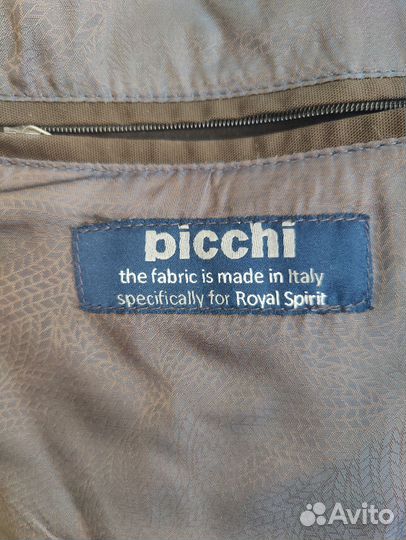 picchi
the fabric is made in Italy
specifically for Royal Spirit
Avito